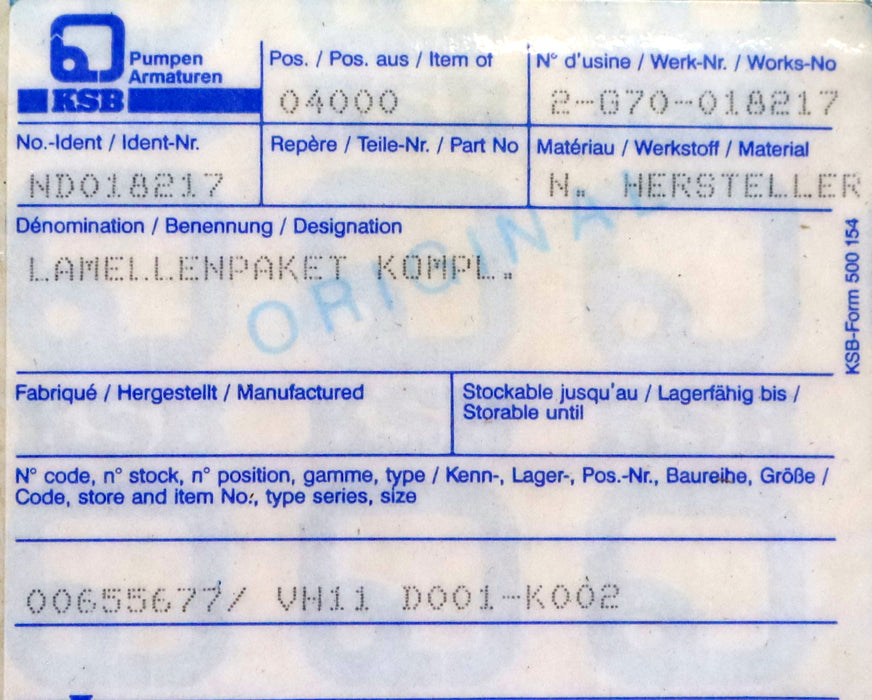 Pumpen
Armaturen
KSB
Pos. / Pos. aus / Item of
04000
N° d'usine / Werk-Nr. / Works-No
2-G70-018217
No.-Ident / Ident-Nr.
ND018217
Repère / Teile-Nr. / Part No
Matériau / Werkstoff / Material
N. HERSTELLER
Dénomination / Benennung / Designation
LAMELLENPAKET KOMPL.
ORIGINAL
KSB-Form 500 154
Fabriqué / Hergestellt / Manufactured
Stockable jusqu'au / Lagerfähig bis /
Storable until
N° code, n° stock, n° position, gamme, type / Kenn-, Lager-, Pos.-Nr., Baureihe, Größe /
Code, store and item No., type series, size
00655677/ VH11 D001-K002